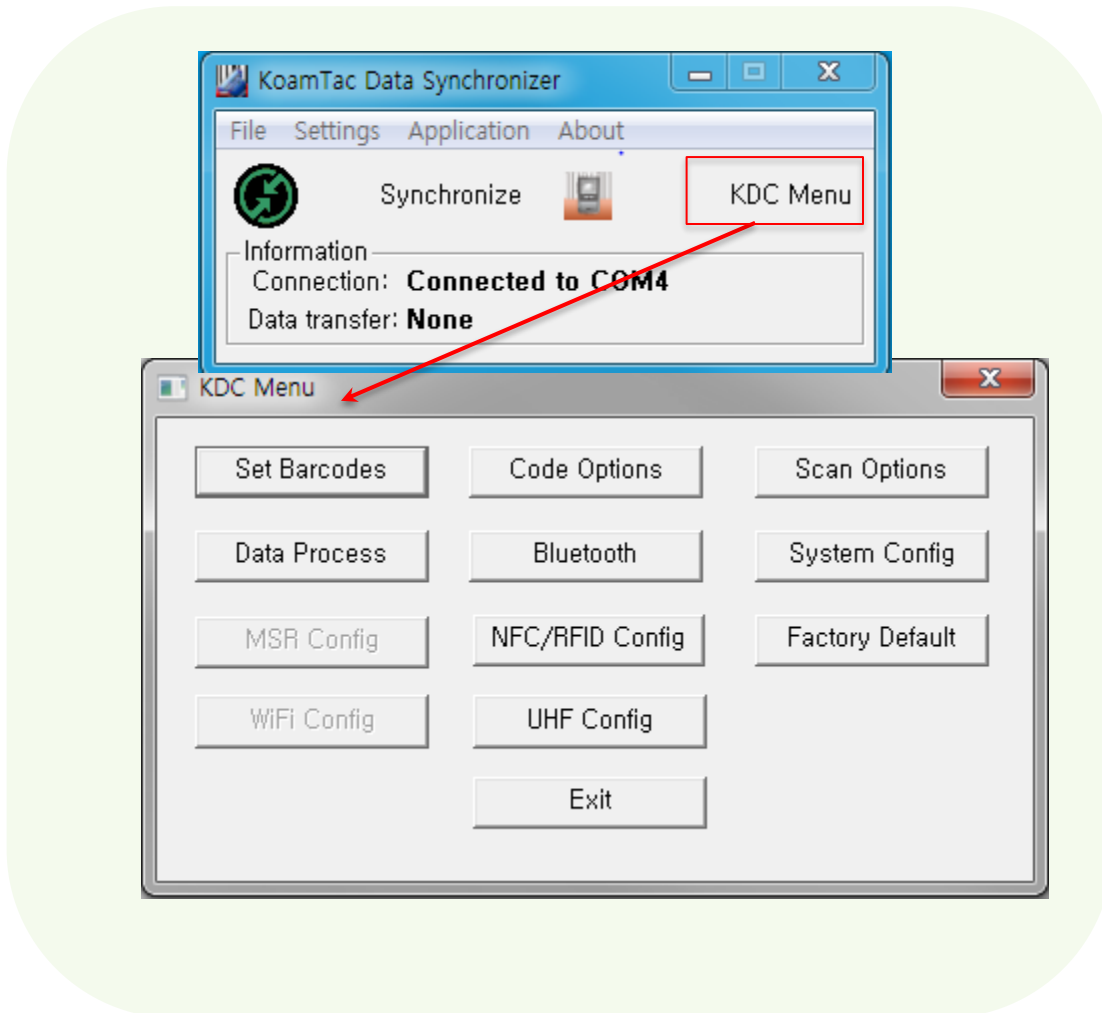 KoamTac Data Synchronizer
File Settings Application About
Synchronize KDC Menu
Information
Connection: Connected to COM4
Data transfer: None
KDC Menu
Set Barcodes Code Options Scan Options
Data Process Bluetooth System Config
MSR Config NFC/RFID Config Factory Default
WiFi Config UHF Config
Exit